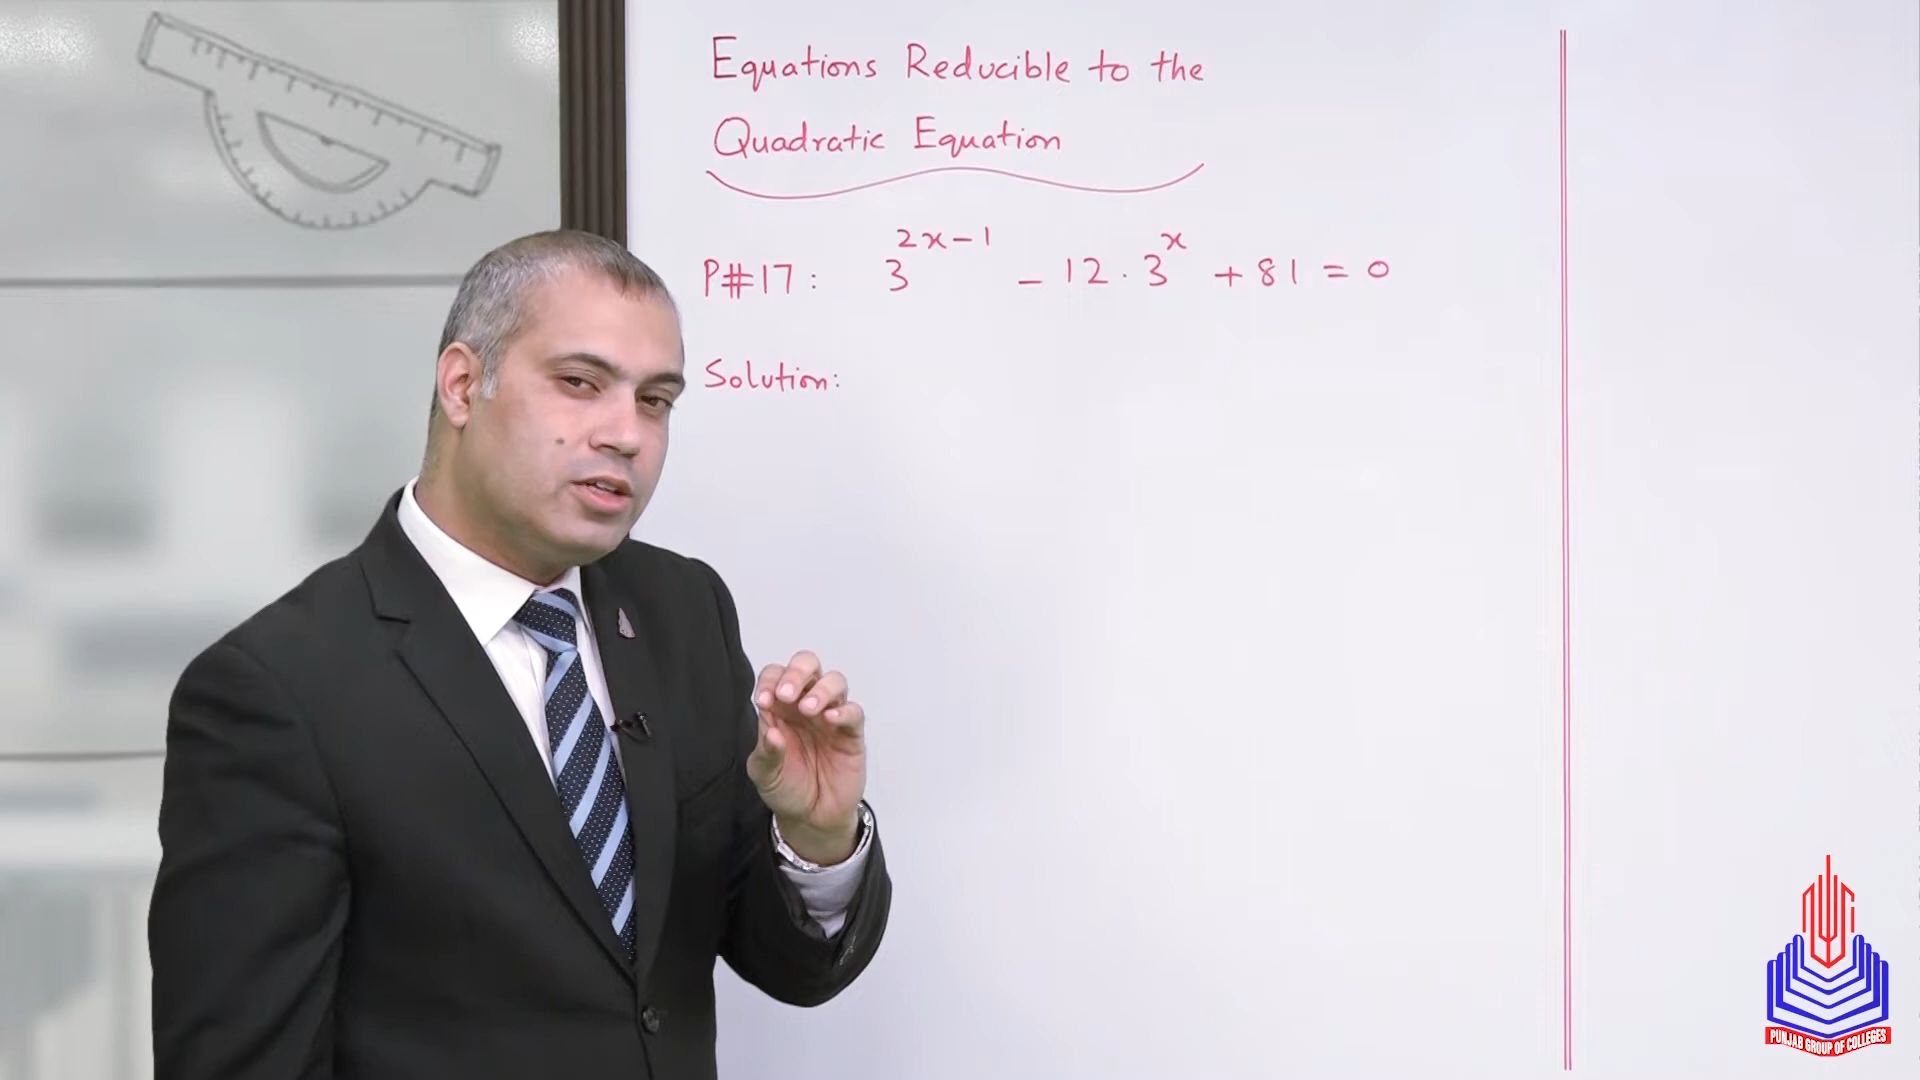 Equations Reducible to the
Quadratic Equation
P#17: 3^{2x-1} - 12 . 3^x + 81 = 0
Solution:
PUNJAB GROUP OF COLLEGES